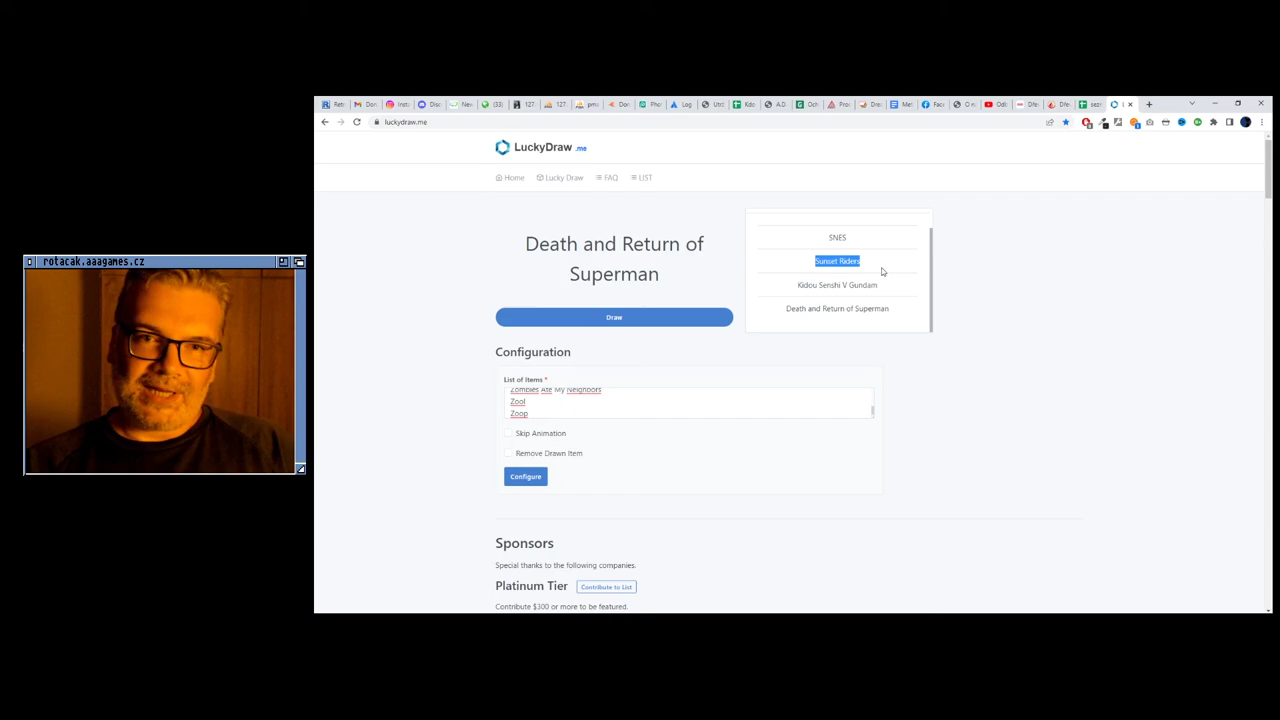 rotacak.aaagames.cz
luckydraw.me
LuckyDraw .me
Home
Lucky Draw
FAQ
LIST
Death and Return of
Superman
Draw
SNES
Sunset Riders
Kidou Senshi V Gundam
Death and Return of Superman
Configuration
List of Items *
Zombies Ate My Neighbors
Zool
Zoop
Skip Animation
Remove Drawn Item
Configure
Sponsors
Special thanks to the following companies.
Platinum Tier
Contribute to List
Contribute $300 or more to be featured.